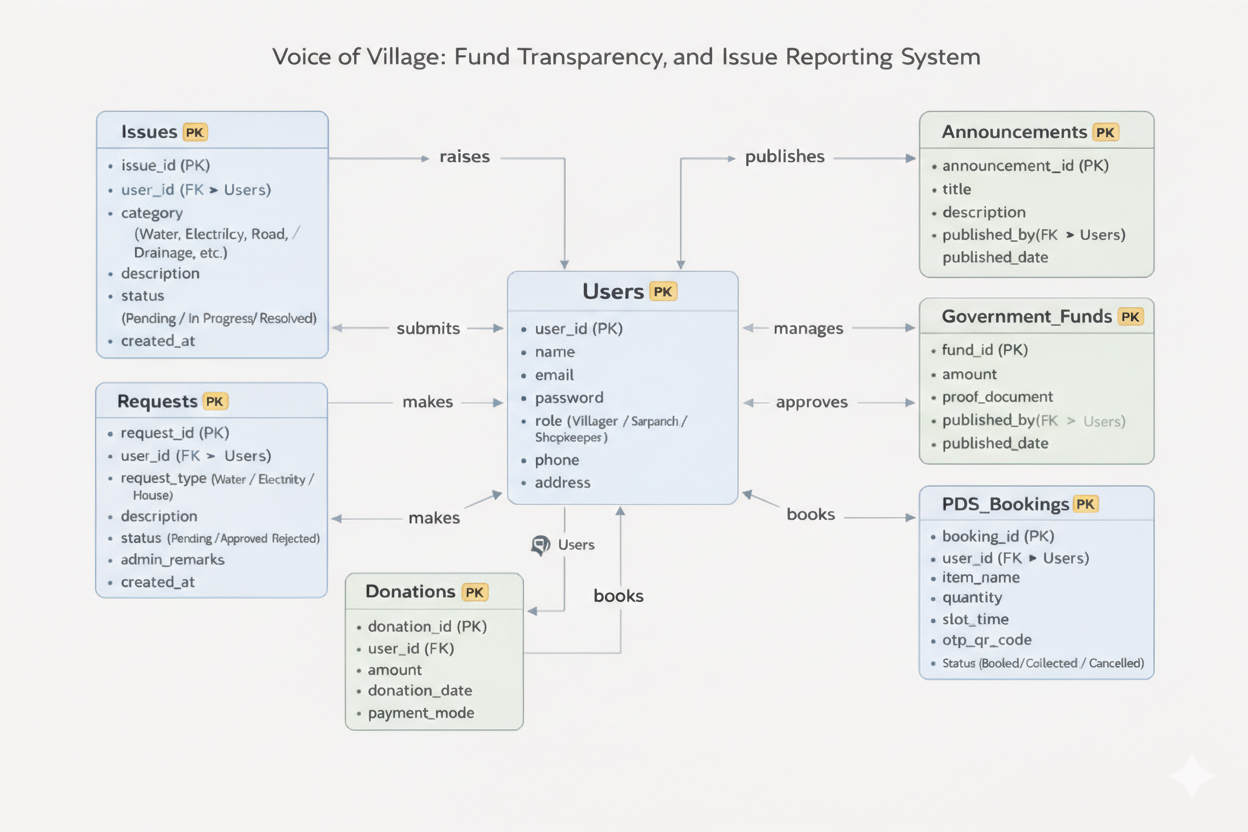 Voice of Village: Fund Transparency, and Issue Reporting System
Issues PK
• issue_id (PK)
• user_id (FK ➤ Users)
• category
(Water, Electrilcy, Road, /
Drainage, etc.)
• description
• status
(Pending / In Progress/ Resolved)
• created_at
raises
submits
Requests PK
• request_id (PK)
• user_id (FK ➤ Users)
• request_type (Water / Electrity /
House)
• description
• status (Pending /Approved Rejected)
• admin_remarks
• created_at
makes
makes
Users PK
• user_id (PK)
• name
• email
• password
• role (Villager / Sarpanch /
Shopkeeper)
• phone
• address
Users
books
Donations PK
• donation_id (PK)
• user_id (FK)
• amount
• donation_date
• payment_mode
publishes
manages
approves
books
Announcements PK
• announcement_id (PK)
• title
• description
• published_by(FK ➤ Users)
published_date
Government_Funds PK
• fund_id (PK)
• amount
• proof_document
• published_by(FK > Users)
• published_date
PDS_Bookings PK
• booking_id (PK)
• user_id (FK ➤ Users)
• item_name
• quantity
• slot_time
• otp_qr_code
• Status (Booled/Collected / Cancelled)